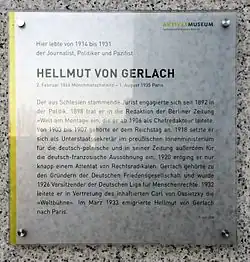 AKTIVES MUSEUM
Hier lebte von 1914 bis 1931
der Journalist, Politiker und Pazifist
HELLMUT VON GERLACH
2. Februar 1866 Mönchmotschelnitz – 1. August 1935 Paris
Der aus Schlesien stammende Jurist engagierte sich seit 1892 in
der Politik. 1898 trat er in die Redaktion der Berliner Zeitung
»Welt am Montag« ein, die er ab 1906 als Chefredakteur leitete.
Von 1903 bis 1907 gehörte er dem Reichstag an. 1918 setzte er
sich als Unterstaatssekretär im preußischen Innenministerium
für die deutsch-polnische und in seiner Zeitung außerdem für
die deutsch-französische Aussöhnung ein. 1920 entging er nur
knapp einem Attentat von Rechtsradikalen. Gerlach gehörte zu
den Gründern der Deutschen Friedensgesellschaft und wurde
1926 Vorsitzender der Deutschen Liga für Menschenrechte. 1932
leitete er in Vertretung des inhaftierten Carl von Ossietzky die
»Weltbühne«. Im März 1933 emigrierte Hellmut von Gerlach
nach Paris.